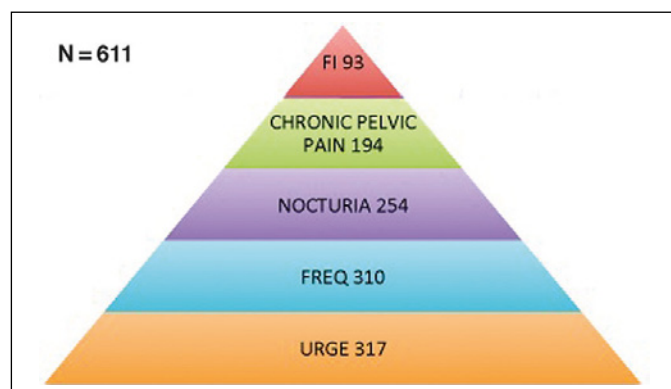 N = 611
FI 93
CHRONIC PELVIC
PAIN 194
NOCTURIA 254
FREQ 310
URGE 317